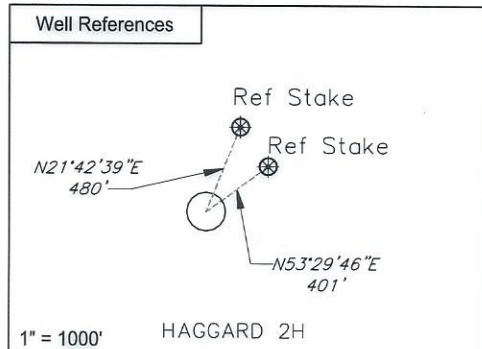 Well References
Ref Stake
Ref Stake
N21°42'39"E
480'
N53°29'46"E
401'
1" = 1000'
HAGGARD 2H